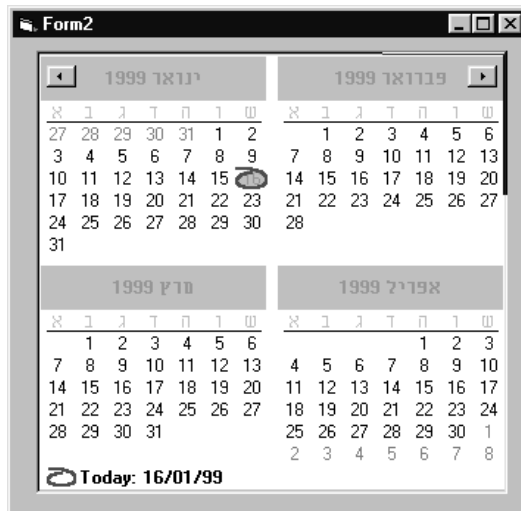 Form2
ינואר 1999
א ב ג ד ה ו ש
27 28 29 30 31 1 2
3 4 5 6 7 8 9
10 11 12 13 14 15 16
17 18 19 20 21 22 23
24 25 26 27 28 29 30
31
פברואר 1999
א ב ג ד ה ו ש
1 2 3 4 5 6
7 8 9 10 11 12 13
14 15 16 17 18 19 20
21 22 23 24 25 26 27
28
מרץ 1999
א ב ג ד ה ו ש
1 2 3 4 5 6
7 8 9 10 11 12 13
14 15 16 17 18 19 20
21 22 23 24 25 26 27
28 29 30 31
אפריל 1999
א ב ג ד ה ו ש
1 2 3
4 5 6 7 8 9 10
11 12 13 14 15 16 17
18 19 20 21 22 23 24
25 26 27 28 29 30 1
2 3 4 5 6 7 8
Today: 16/01/99